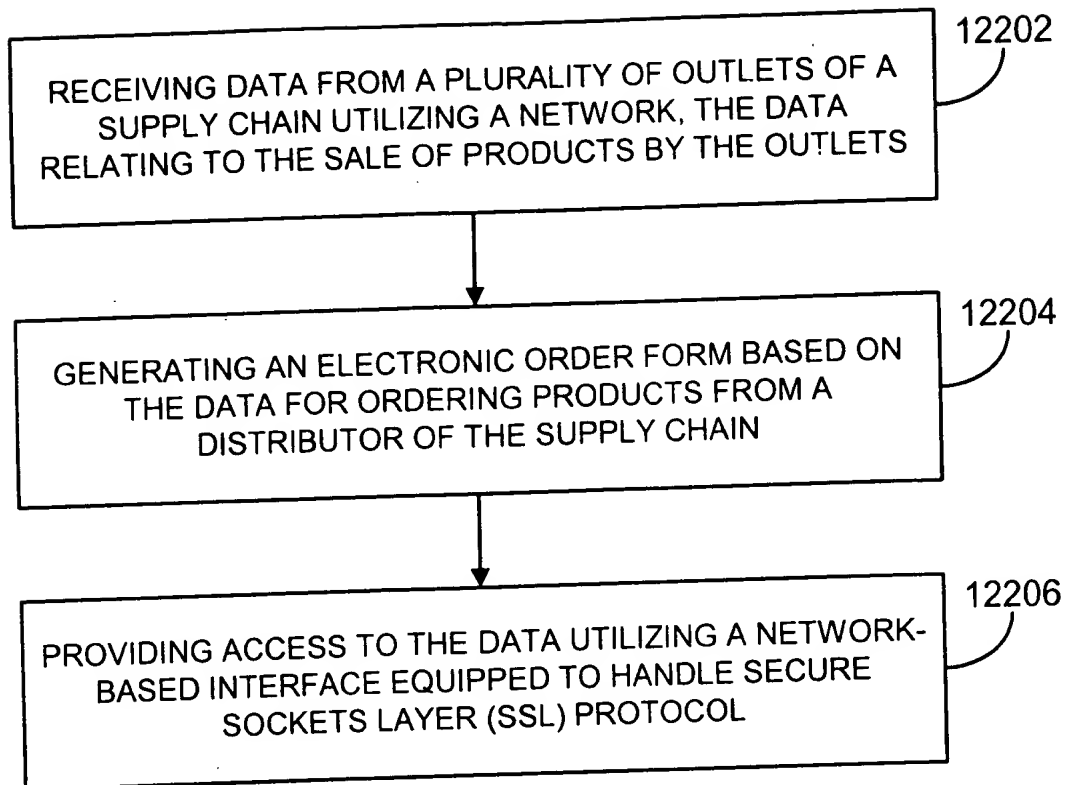 12202
RECEIVING DATA FROM A PLURALITY OF OUTLETS OF A
SUPPLY CHAIN UTILIZING A NETWORK, THE DATA
RELATING TO THE SALE OF PRODUCTS BY THE OUTLETS
12204
GENERATING AN ELECTRONIC ORDER FORM BASED ON
THE DATA FOR ORDERING PRODUCTS FROM A
DISTRIBUTOR OF THE SUPPLY CHAIN
12206
PROVIDING ACCESS TO THE DATA UTILIZING A NETWORK-
BASED INTERFACE EQUIPPED TO HANDLE SECURE
SOCKETS LAYER (SSL) PROTOCOL